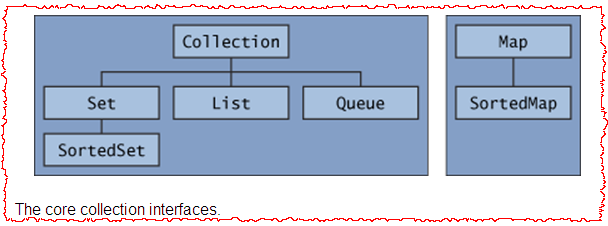 Collection
Map
Set
List
Queue
SortedMap
SortedSet
The core collection interfaces.